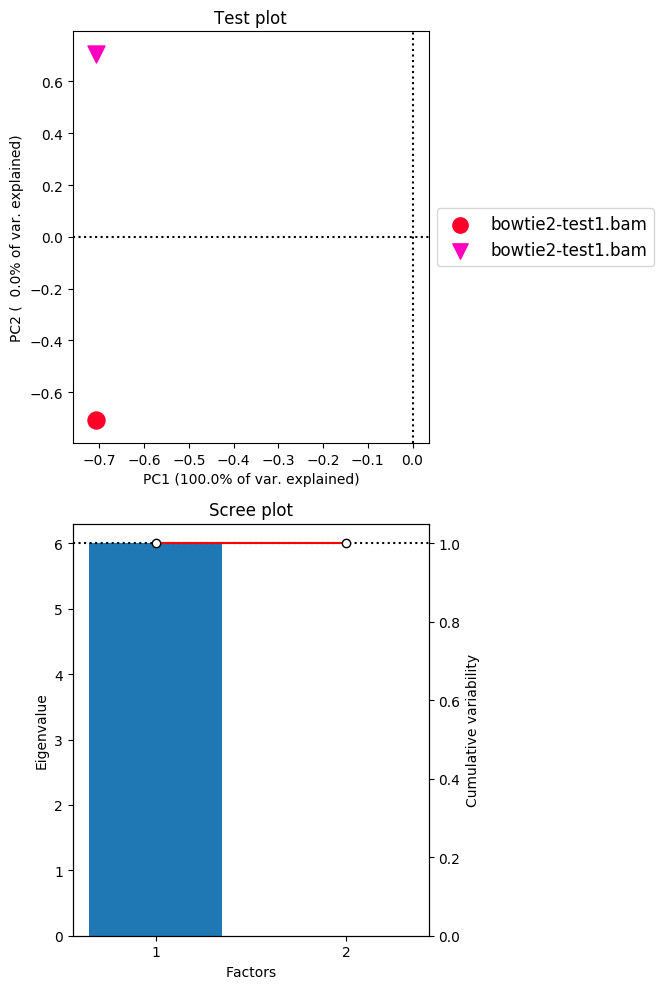 Test plot
0.6
0.4
0.2
0.0
−0.2
−0.4
−0.6
PC2 (  0.0% of var. explained)
−0.7 −0.6 −0.5 −0.4 −0.3 −0.2 −0.1 0.0
PC1 (100.0% of var. explained)
bowtie2-test1.bam
bowtie2-test1.bam
Scree plot
6
5
4
3
2
1
0
Eigenvalue
1.0
0.8
0.6
0.4
0.2
0.0
Cumulative variability
1 2
Factors